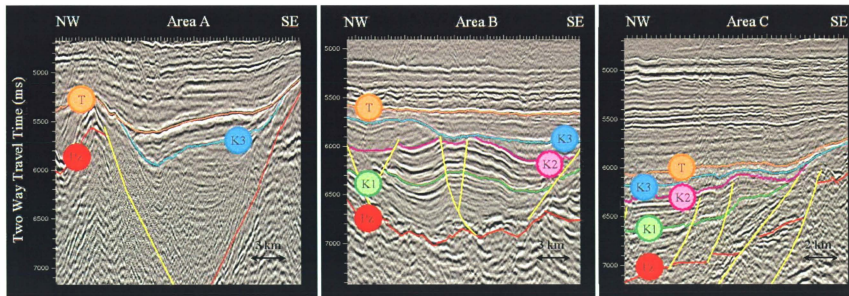 NW Area A SE
NW Area B SE
NW Area C SE
Two Way Travel Time (ms)
5000
5500
6000
6500
7000
T
K3
3 km
5000
5500
6000
6500
7000
T
K3
K2
K1
3 km
5000
5500
6000
6500
7000
T
K3
K2
K1
2 km